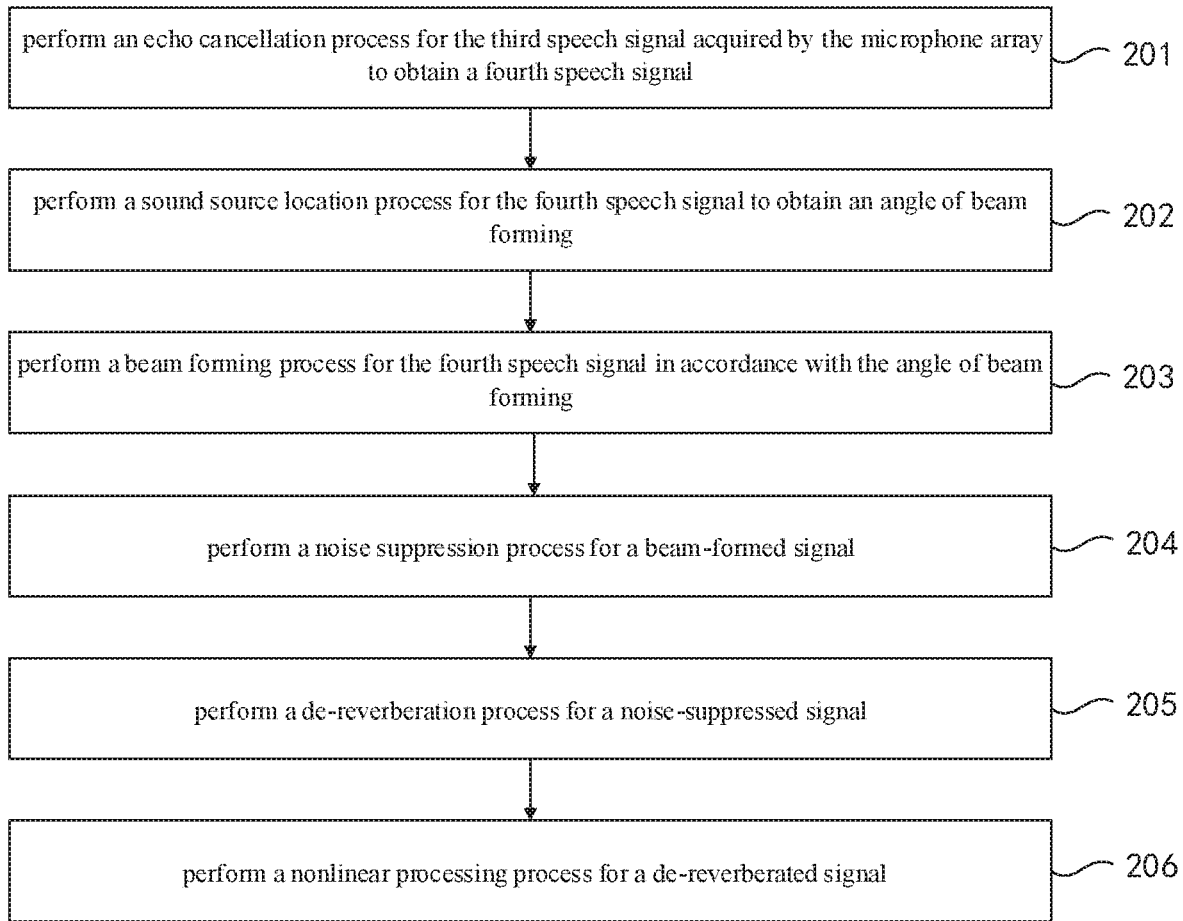 perform an echo cancellation process for the third speech signal acquired by the microphone array
to obtain a fourth speech signal
201
perform a sound source location process for the fourth speech signal to obtain an angle of beam
forming
202
perform a beam forming process for the fourth speech signal in accordance with the angle of beam
forming
203
perform a noise suppression process for a beam-formed signal
204
perform a de-reverberation process for a noise-suppressed signal
205
perform a nonlinear processing process for a de-reverberated signal
206